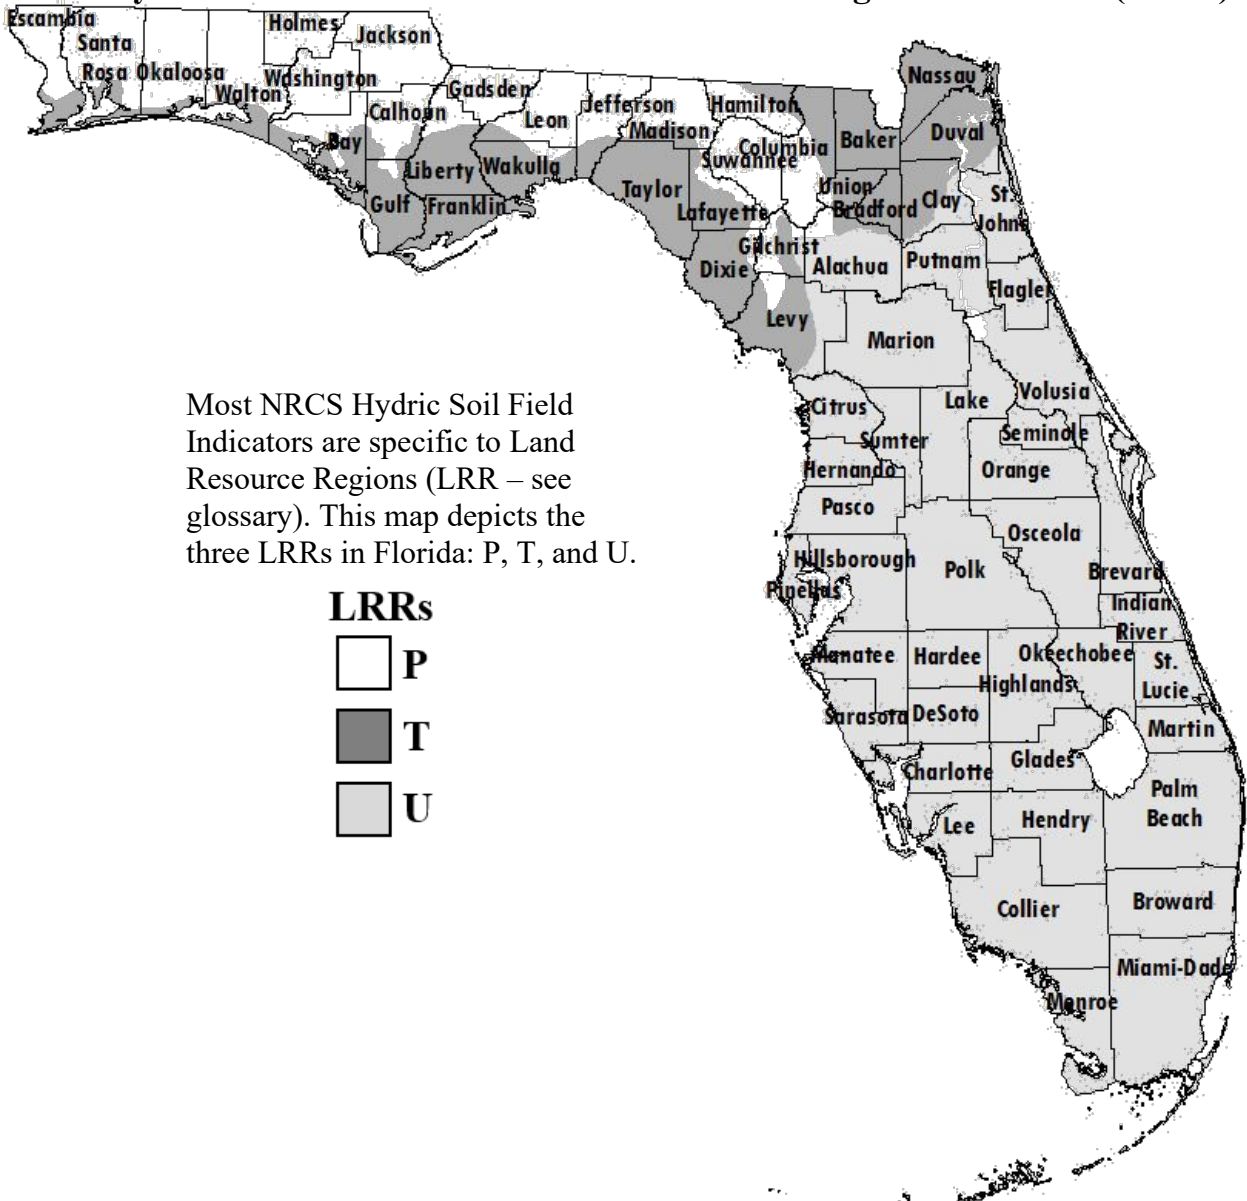 Escambia
Santa
Rosa
Okaloosa
Walton
Holmes
Jackson
Washington
Calhoun
Bay
Gadsden
Leon
Liberty
Wakulla
Gulf
Franklin
Jefferson
Madison
Taylor
Hamilton
Suwannee
Columbia
Lafayette
Dixie
Gilchrist
Levy
Baker
Union
Bradford
Nassau
Duval
Clay
St.
Johns
Alachua
Putnam
Flagler
Marion
Volusia
Citrus
Sumter
Lake
Seminole
Hernando
Orange
Pasco
Osceola
Hillsborough
Polk
Brevard
Pinellas
Indian
River
Manatee
Hardee
Okeechobee
St.
Lucie
Highlands
Sarasota
DeSoto
Martin
Charlotte
Glades
Palm
Beach
Lee
Hendry
Collier
Broward
Miami-Dade
Monroe
Most NRCS Hydric Soil Field
Indicators are specific to Land
Resource Regions (LRR – see
glossary). This map depicts the
three LRRs in Florida: P, T, and U.
LRRs
P
T
U